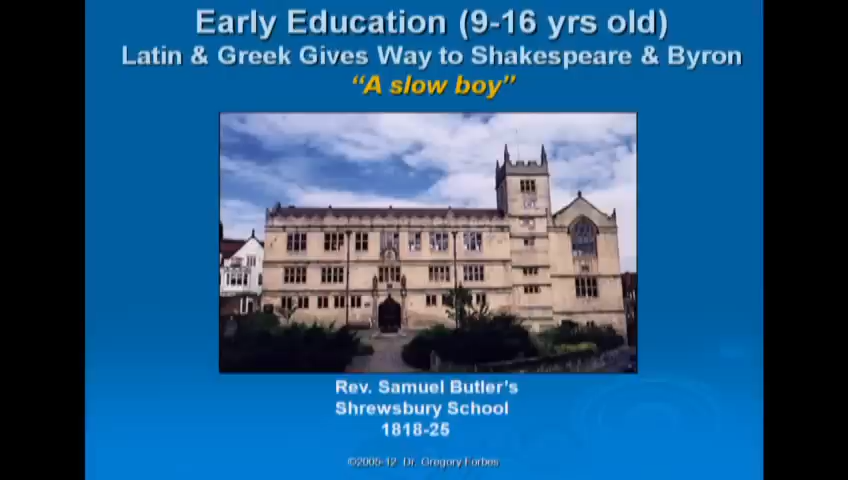 Early Education (9-16 yrs old)
Latin & Greek Gives Way to Shakespeare & Byron
“A slow boy”
Rev. Samuel Butler's
Shrewsbury School
1818-25
©2005-12 Dr. Gregory Forbes